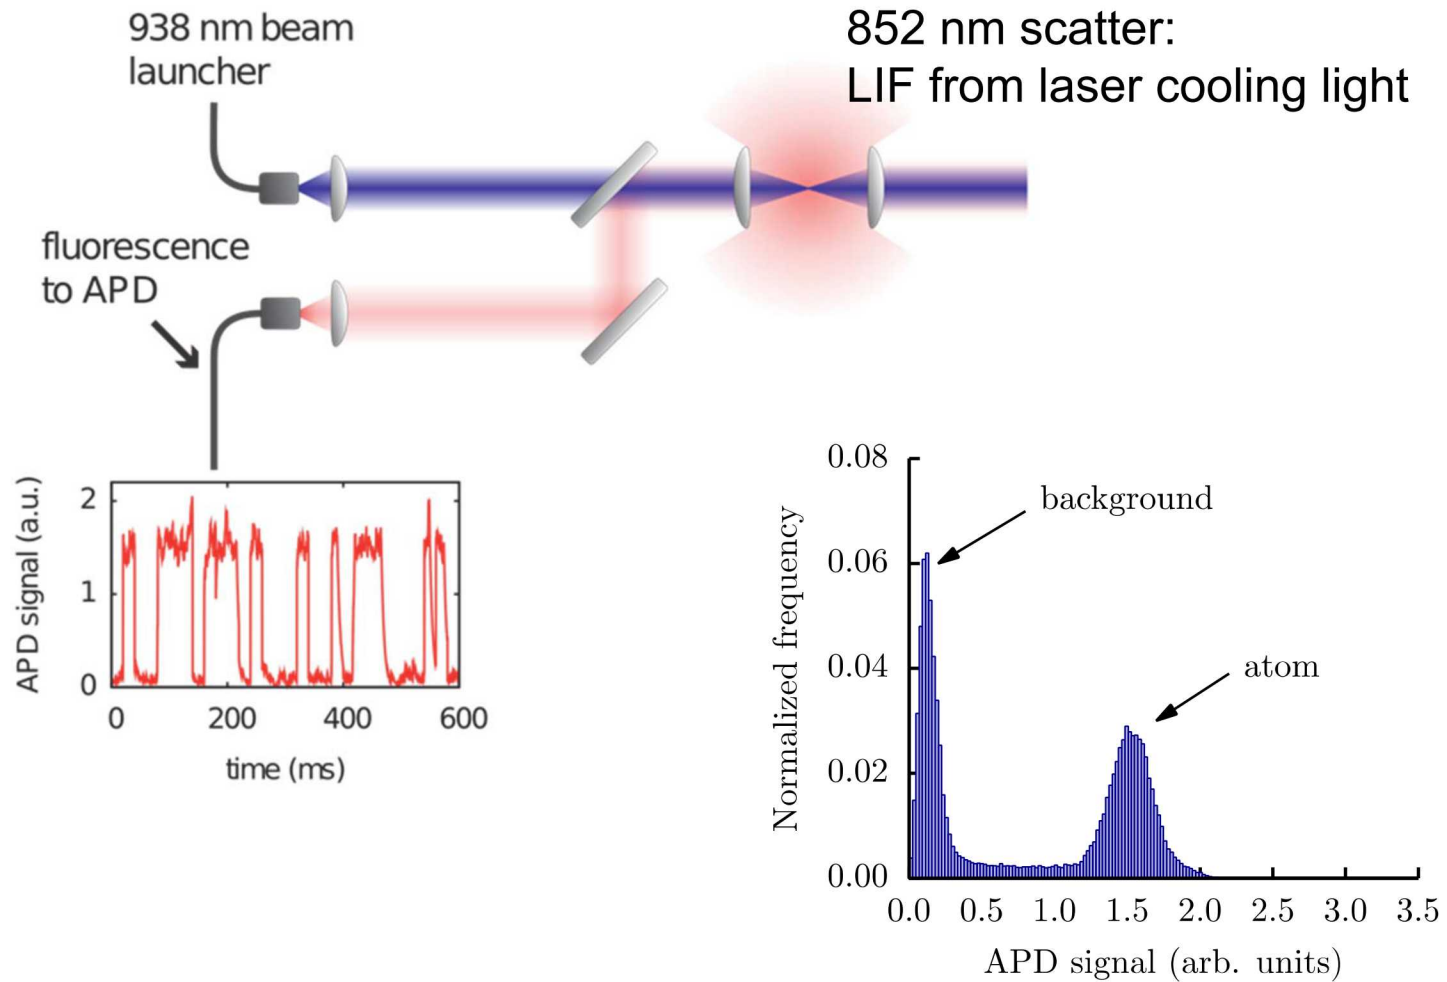 938 nm beam
launcher
852 nm scatter:
LIF from laser cooling light
fluorescence
to APD
APD signal (a.u.)
2
1
0
0 200 400 600
time (ms)
Normalized frequency
0.08
0.06
0.04
0.02
0.00
background
atom
0.0 0.5 1.0 1.5 2.0 2.5 3.0 3.5
APD signal (arb. units)